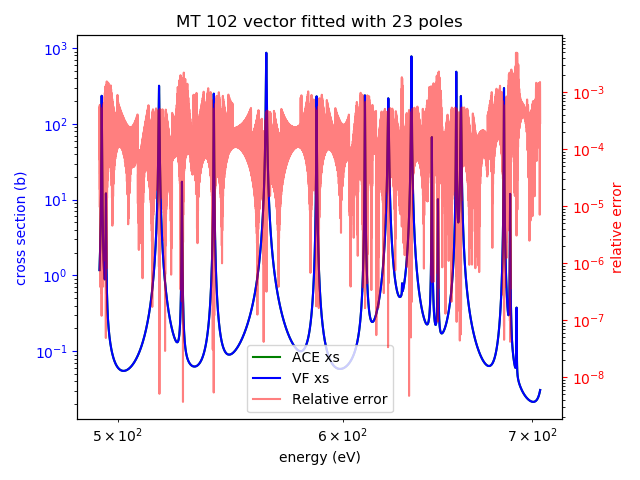 MT 102 vector fitted with 23 poles
10³
10²
10¹
10⁰
10⁻¹
cross section (b)
10⁻³
10⁻⁴
10⁻⁵
10⁻⁶
10⁻⁷
10⁻⁸
relative error
ACE xs
VF xs
Relative error
5 × 10² 6 × 10² 7 × 10²
energy (eV)